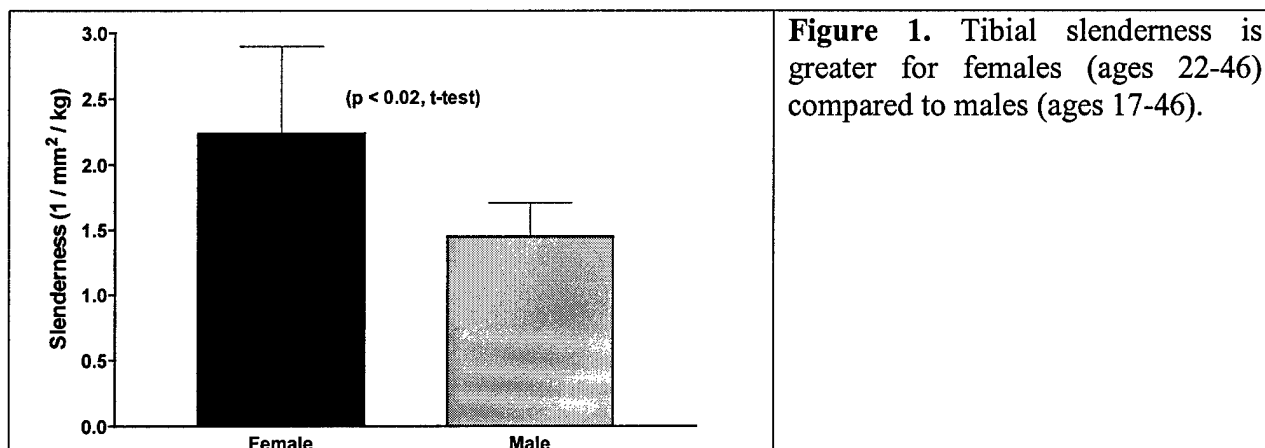 3.0
2.5
2.0
1.5
1.0
0.5
0.0
Slenderness (1 / mm² / kg)
(p < 0.02, t-test)
Female
Male
Figure 1. Tibial slenderness is
greater for females (ages 22-46)
compared to males (ages 17-46).